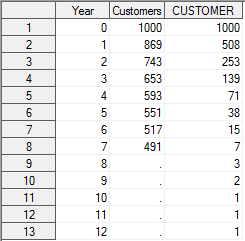 Year Customers CUSTOMER
1 0 1000 1000
2 1 869 508
3 2 743 253
4 3 653 139
5 4 593 71
6 5 551 38
7 6 517 15
8 7 491 7
9 8 . 3
10 9 . 2
11 10 . 1
12 11 . 1
13 12 . 1